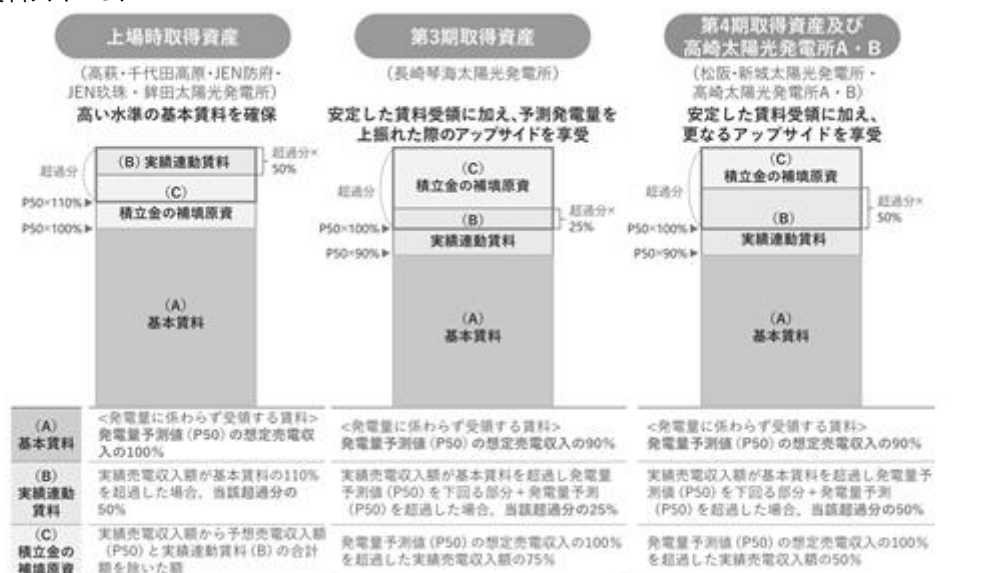 上場時取得資産
(高萩・千代田高原・JEN防府・
JEN玖珠・鉾田太陽光発電所)
高い水準の基本賃料を確保
超過分
P50×110%▶
P50×100%▶
(B) 実績連動賃料
(C)
積立金の補填原資
(A)
基本賃料
超過分×
50%
第3期取得資産
(長崎琴海太陽光発電所)
安定した賃料受領に加え、予測発電量を
上振れた際のアップサイドを享受
超過分
P50×100%▶
P50×90%▶
(C)
積立金の補填原資
(B)
実績連動賃料
(A)
基本賃料
超過分×
25%
第4期取得資産及び
高崎太陽光発電所A・B
(松阪・新城太陽光発電所・
高崎太陽光発電所A・B)
安定した賃料受領に加え、
更なるアップサイドを享受
超過分
P50×100%▶
P50×90%▶
(C)
積立金の補填原資
(B)
実績連動賃料
(A)
基本賃料
超過分×
50%
(A)
基本賃料
<発電量に係わらず受領する賃料>
発電量予測値(P50)の想定売電収
入の100%
<発電量に係わらず受領する賃料>
発電量予測値(P50)の想定売電収入の90%
<発電量に係わらず受領する賃料>
発電量予測値(P50)の想定売電収入の90%
(B)
実績連動
賃料
実績売電収入額が基本賃料の110%
を超過した場合、当該超過分の
50%
実績売電収入額が基本賃料を超過し発電量
予測値(P50)を下回る部分+発電量予測
(P50)を超過した場合、当該超過分の25%
実績売電収入額が基本賃料を超過し発電量予
測値(P50)を下回る部分+発電量予測
(P50)を超過した場合、当該超過分の50%
(C)
積立金の
補填原資
実績売電収入額から予想売電収入額
(P50)と実績連動賃料(B)の合計
額を除いた額
発電量予測値(P50)の想定売電収入の100%
を超過した実績売電収入額の75%
発電量予測値(P50)の想定売電収入の100%
を超過した実績売電収入額の50%